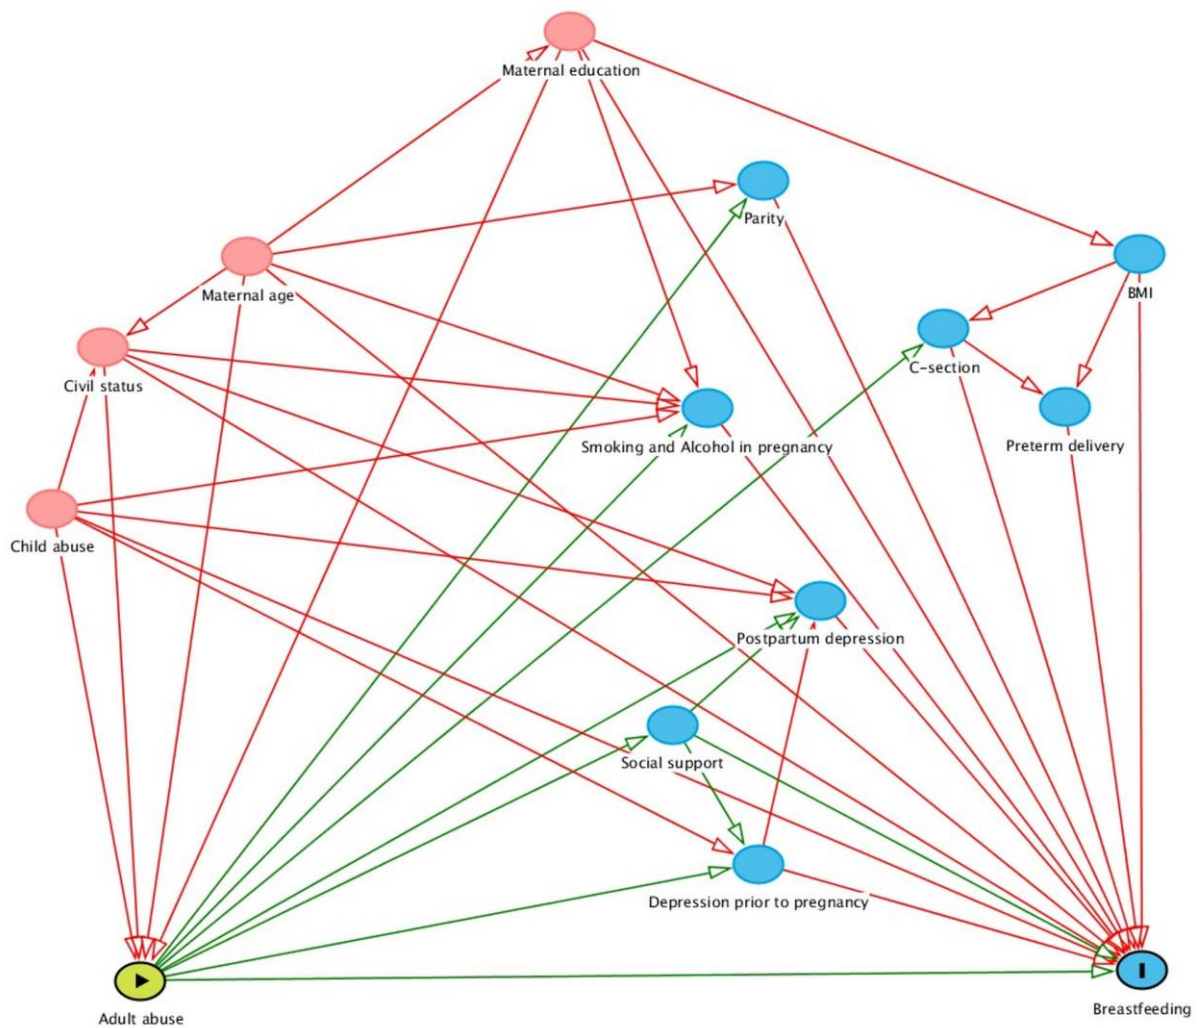 Maternal education
Parity
Maternal age
BMI
C-section
Civil status
Smoking and Alcohol in pregnancy
Preterm delivery
Child abuse
Postpartum depression
Social support
Depression prior to pregnancy
Breastfeeding
Adult abuse